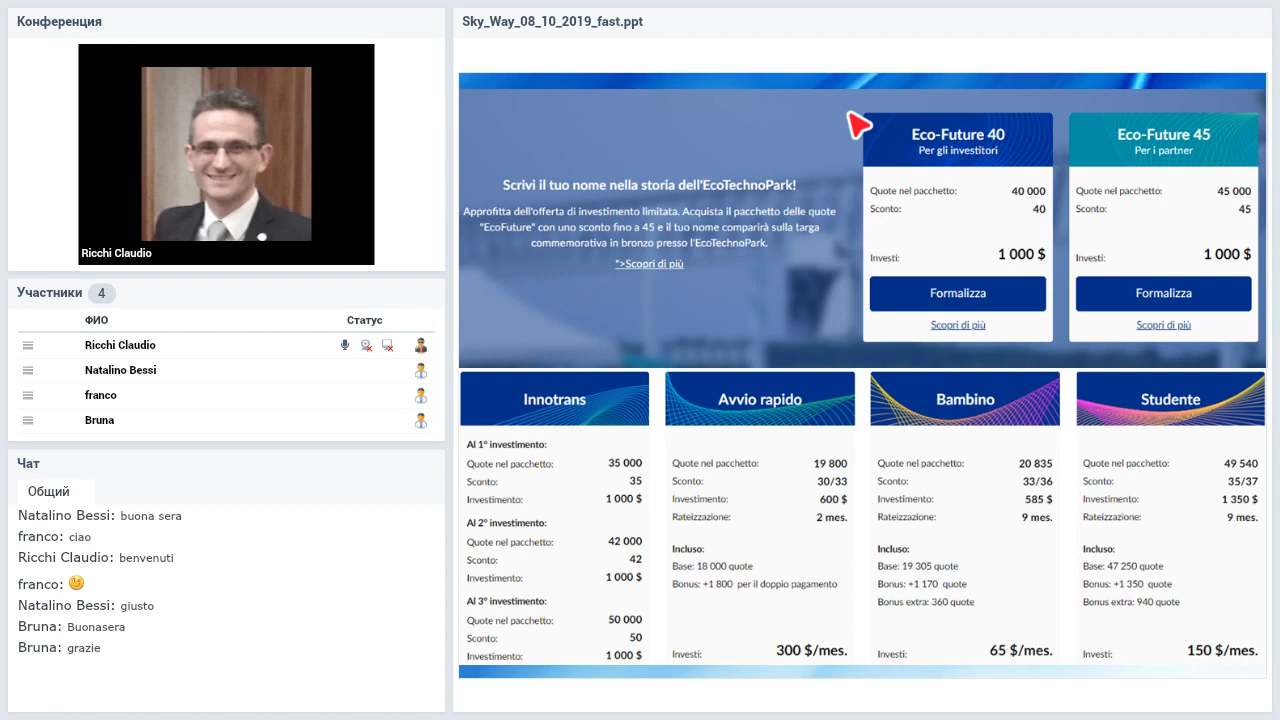 Конференция
Ricchi Claudio
Участники 4
ФИО Статус
Ricchi Claudio
Natalino Bessi
franco
Bruna
Чат
Общий
Natalino Bessi: buona sera
franco: ciao
Ricchi Claudio: benvenuti
franco:
Natalino Bessi: giusto
Bruna: Buonasera
Bruna: grazie
Sky_Way_08_10_2019_fast.ppt
Scrivi il tuo nome nella storia dell'EcoTechnoPark!
Approfitta dell'offerta di investimento limitata. Acquista il pacchetto delle quote
"EcoFuture" con uno sconto fino a 45 e il tuo nome comparirà sulla targa
commemorativa in bronzo presso l'EcoTechnoPark.
">Scopri di più
Eco-Future 40
Per gli investitori
Quote nel pacchetto: 40 000
Sconto: 40
Investi: 1 000 $
Formalizza
Scopri di più
Eco-Future 45
Per i partner
Quote nel pacchetto: 45 000
Sconto: 45
Investi: 1 000 $
Formalizza
Scopri di più
Innotrans
Al 1° investimento:
Quote nel pacchetto: 35 000
Sconto: 35
Investimento: 1 000 $
Al 2° investimento:
Quote nel pacchetto: 42 000
Sconto: 42
Investimento: 1 000 $
Al 3° investimento:
Quote nel pacchetto: 50 000
Sconto: 50
Investimento: 1 000 $
Avvio rapido
Quote nel pacchetto: 19 800
Sconto: 30/33
Investimento: 600 $
Rateizzazione: 2 mes.
Incluso:
Base: 18 000 quote
Bonus: +1 800 per il doppio pagamento
Investi: 300 $/mes.
Bambino
Quote nel pacchetto: 20 835
Sconto: 33/36
Investimento: 585 $
Rateizzazione: 9 mes.
Incluso:
Base: 19 305 quote
Bonus: +1 170 quote
Bonus extra: 360 quote
Investi: 65 $/mes.
Studente
Quote nel pacchetto: 49 540
Sconto: 35/37
Investimento: 1 350 $
Rateizzazione: 9 mes.
Incluso:
Base: 47 250 quote
Bonus: +1 350 quote
Bonus extra: 940 quote
Investi: 150 $/mes.